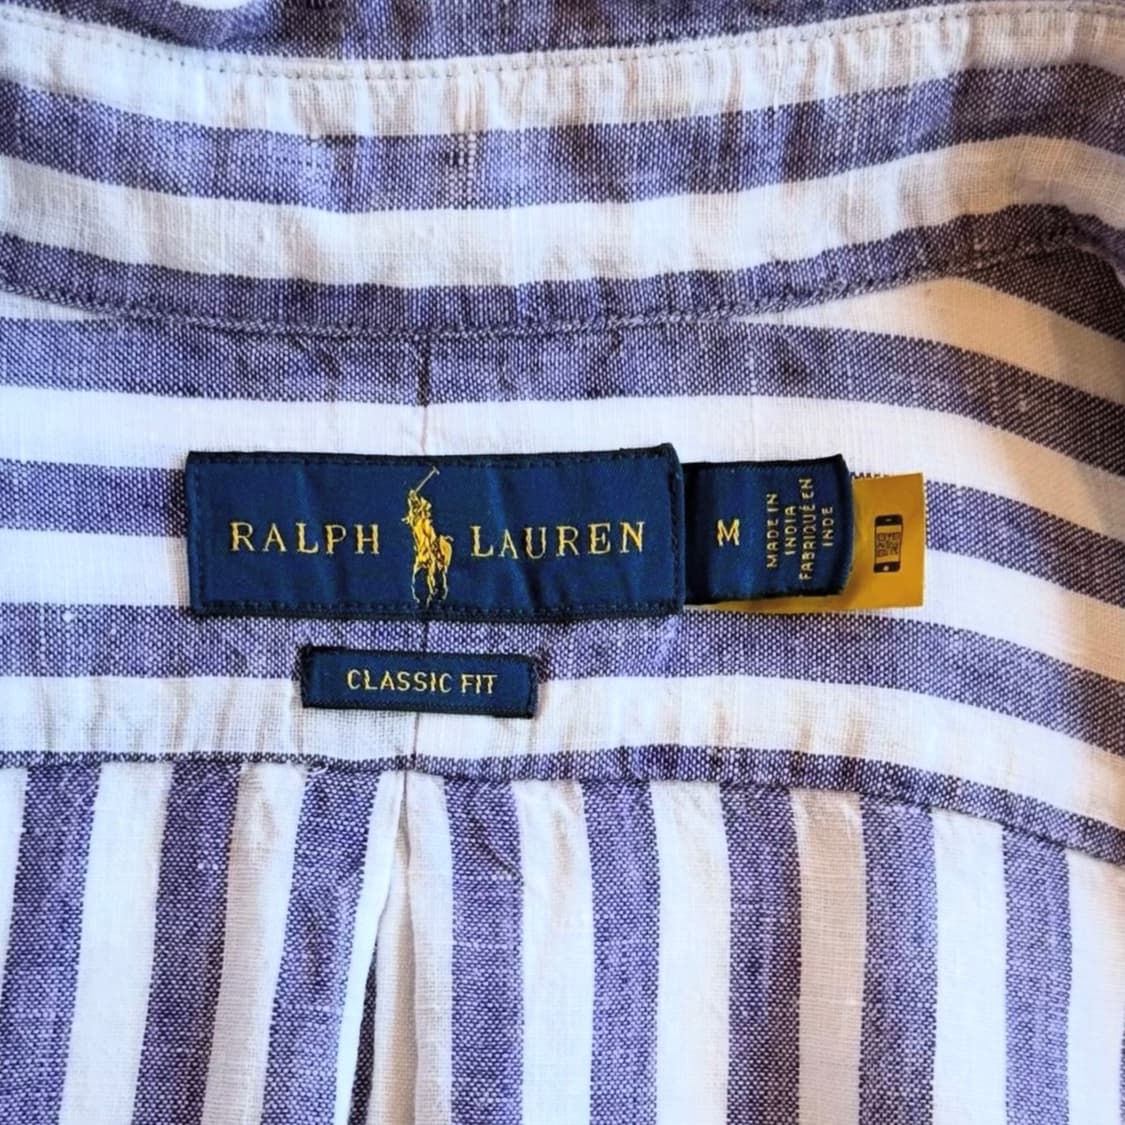 RALPH LAUREN
M
MADE IN
INDIA
FABRIQUÉ EN
INDE
CLASSIC FIT